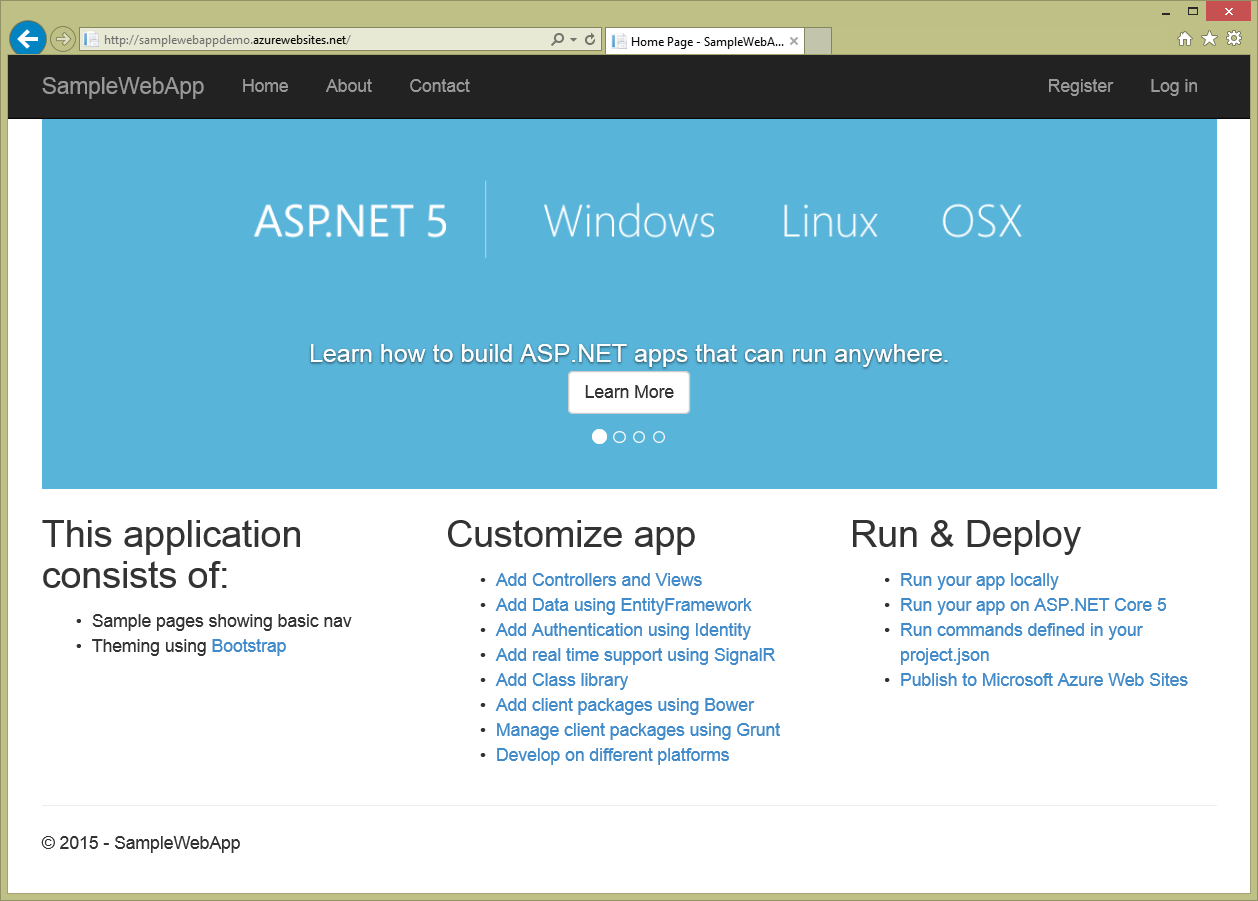 http://samplewebappdemo.azurewebsites.net/
Home Page - SampleWebA...
SampleWebApp Home About Contact Register Log in
ASP.NET 5 Windows Linux OSX
Learn how to build ASP.NET apps that can run anywhere.
Learn More
This application
consists of:
• Sample pages showing basic nav
• Theming using Bootstrap
Customize app
• Add Controllers and Views
• Add Data using EntityFramework
• Add Authentication using Identity
• Add real time support using SignalR
• Add Class library
• Add client packages using Bower
• Manage client packages using Grunt
• Develop on different platforms
Run & Deploy
• Run your app locally
• Run your app on ASP.NET Core 5
• Run commands defined in your
project.json
• Publish to Microsoft Azure Web Sites
© 2015 - SampleWebApp